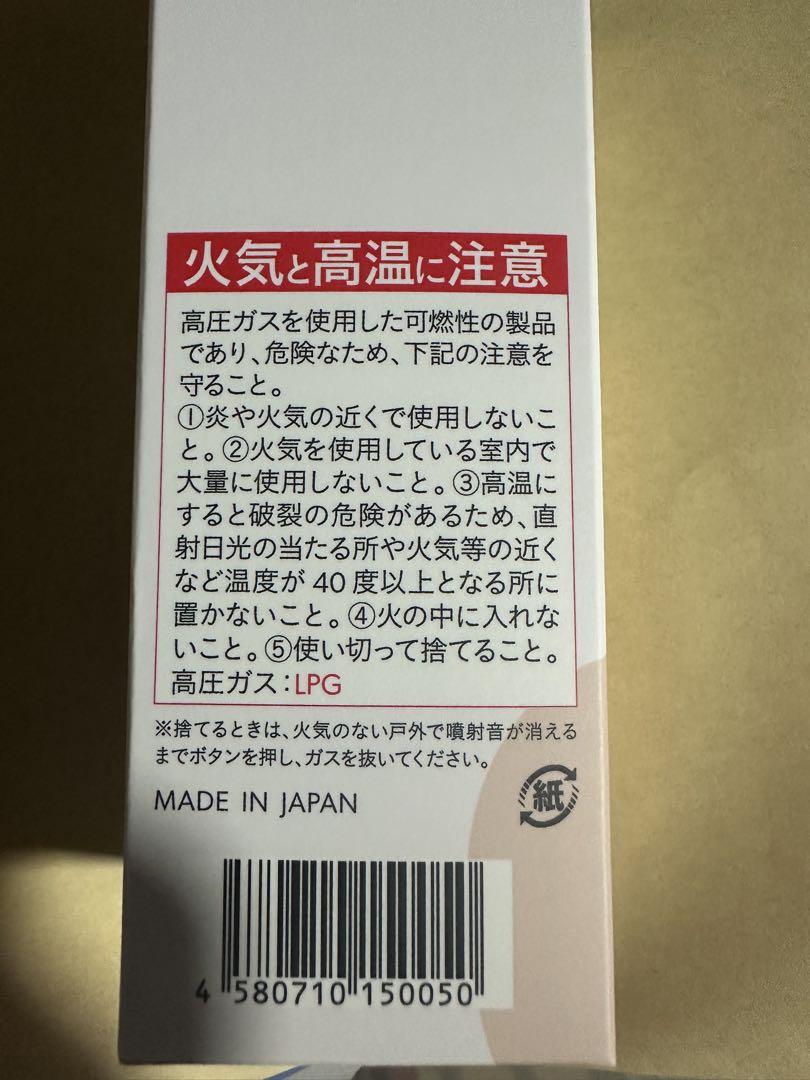 火気と高温に注意
高圧ガスを使用した可燃性の製品
であり、危険なため、下記の注意を
守ること。
①炎や火気の近くで使用しないこ
と。②火気を使用している室内で
大量に使用しないこと。③高温に
すると破裂の危険があるため、直
射日光の当たる所や火気等の近く
など温度が 40 度以上となる所に
置かないこと。④火の中に入れな
いこと。⑤使い切って捨てること。
高圧ガス：LPG
※捨てるときは、火気のない戸外で噴射音が消える
までボタンを押し、ガスを抜いてください。
紙
MADE IN JAPAN
4 580710 150050